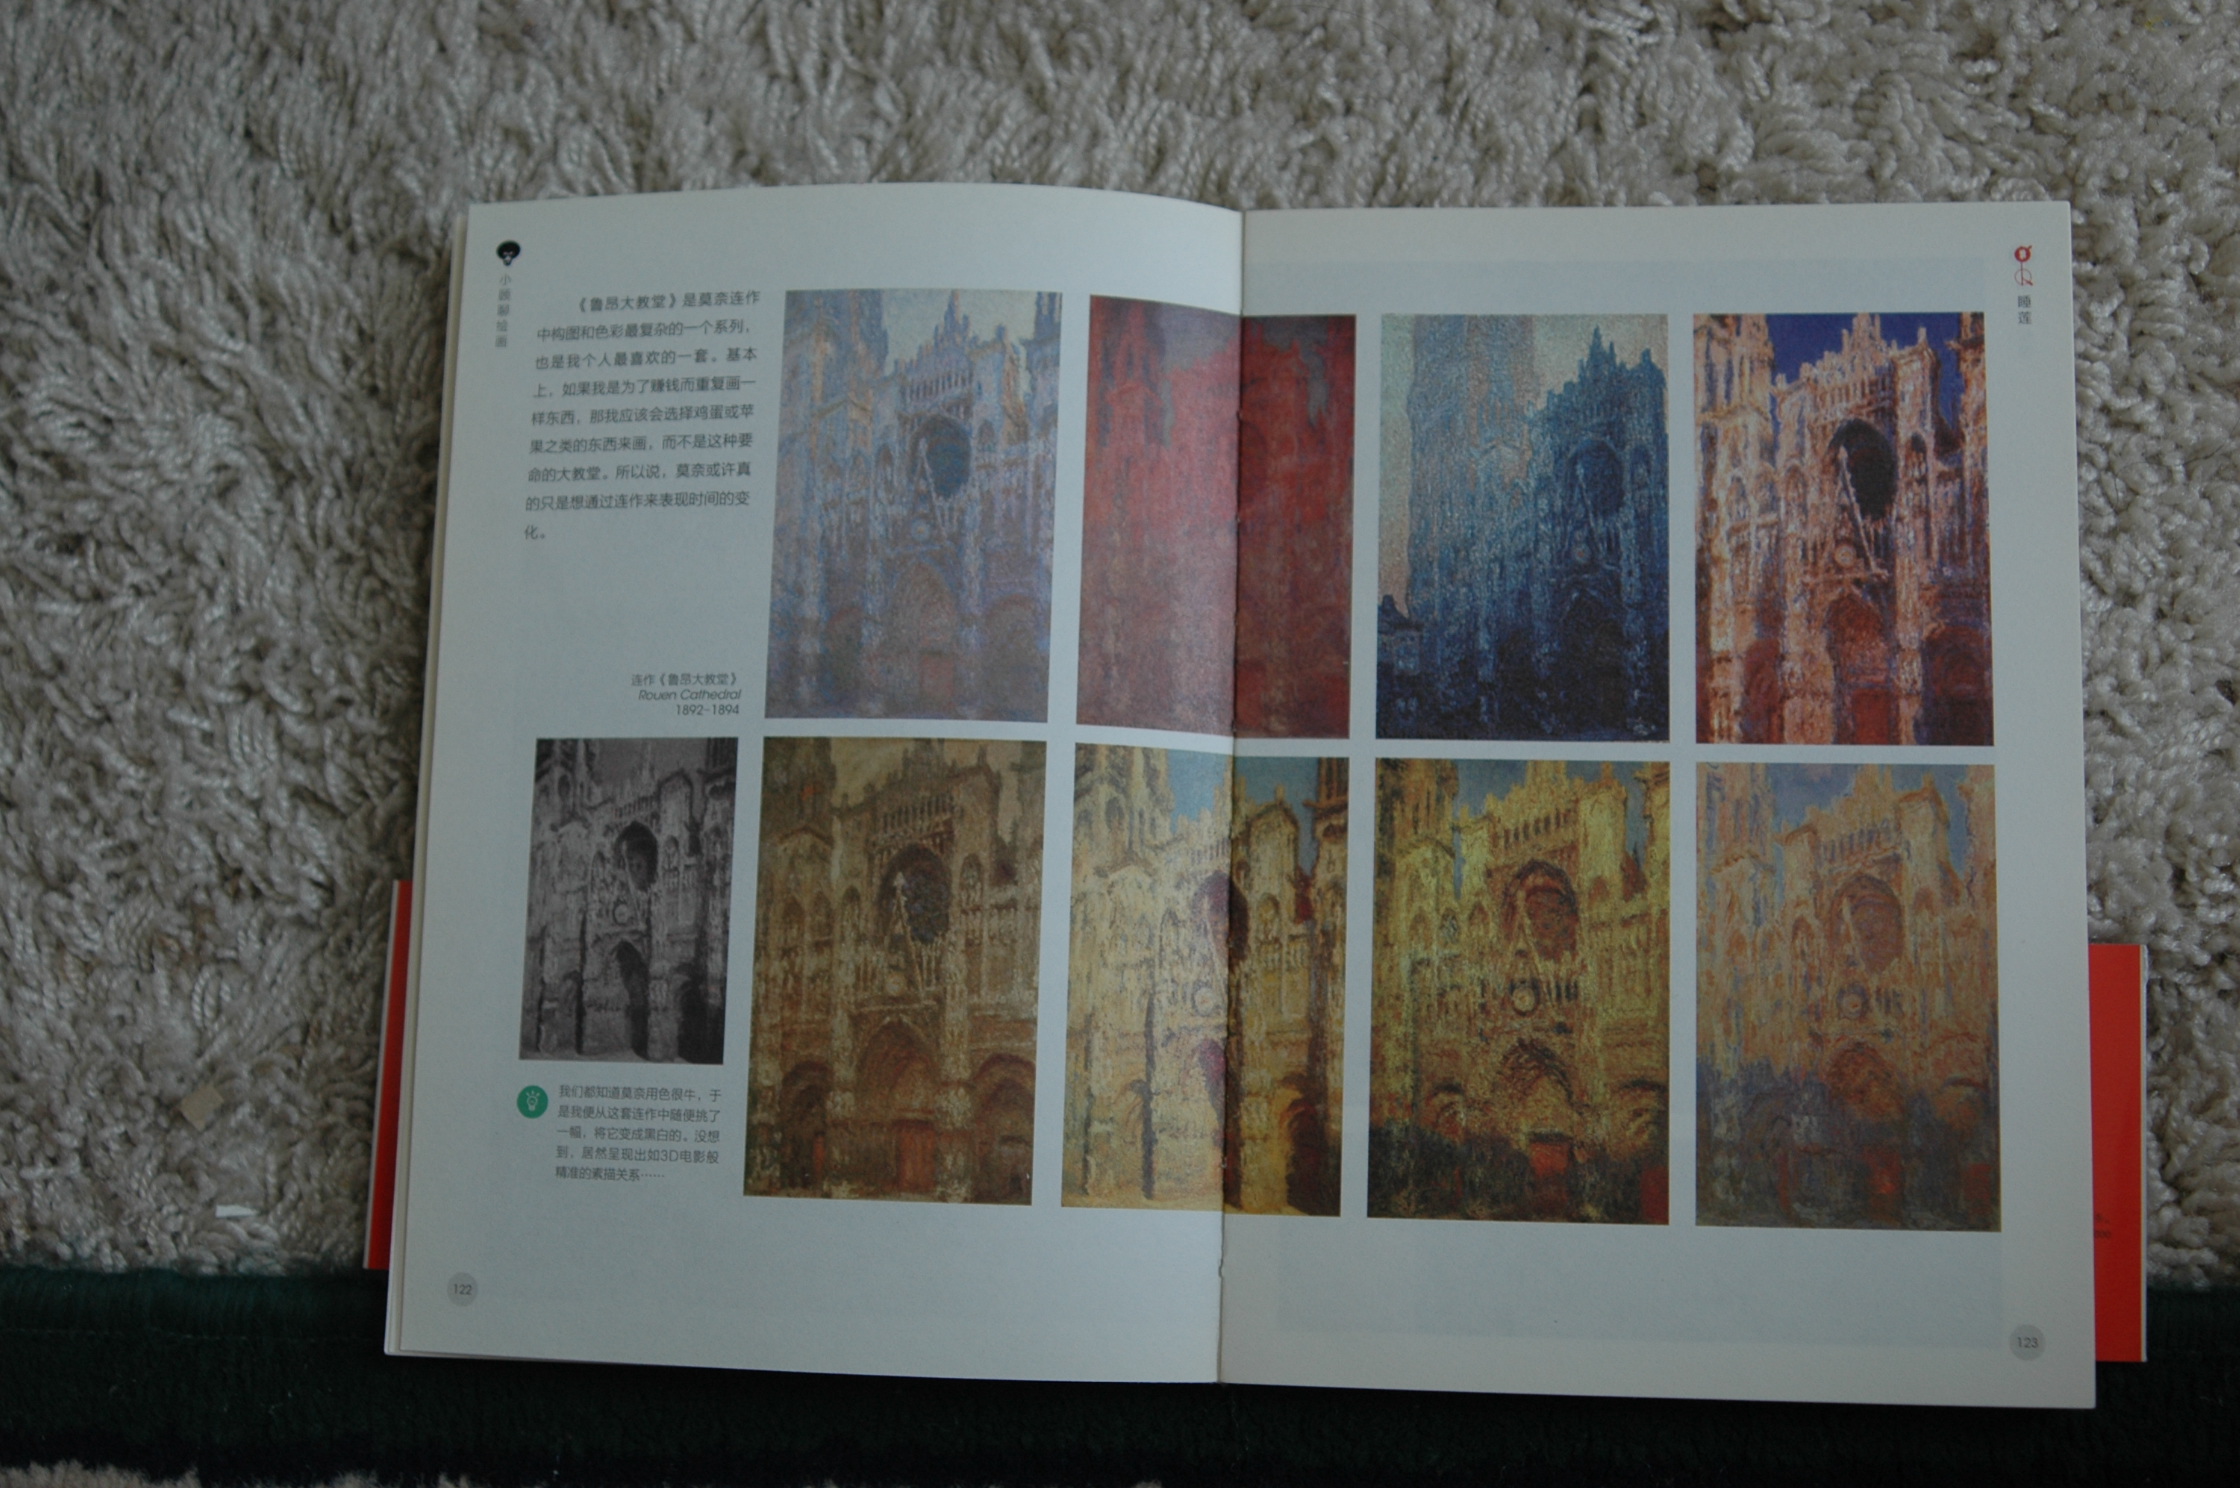 小顾聊绘画
《鲁昂大教堂》是莫奈连作
中构图和色彩最复杂的一个系列，
也是我个人最喜欢的一套。基本
上，如果我是为了赚钱而重复画一
样东西，那我应该会选择鸡蛋或苹
果之类的东西来画，而不是这种要
命的大教堂。所以说，莫奈或许真
的只是想通过连作来表现时间的变
化。
连作《鲁昂大教堂》
Rouen Cathedral
1892-1894
我们都知道莫奈用色很牛，于
是我便从这套连作中随便挑了
一幅，将它变成黑白的。没想
到，居然呈现出如3D电影般
精准的素描关系……
122
睡莲
123